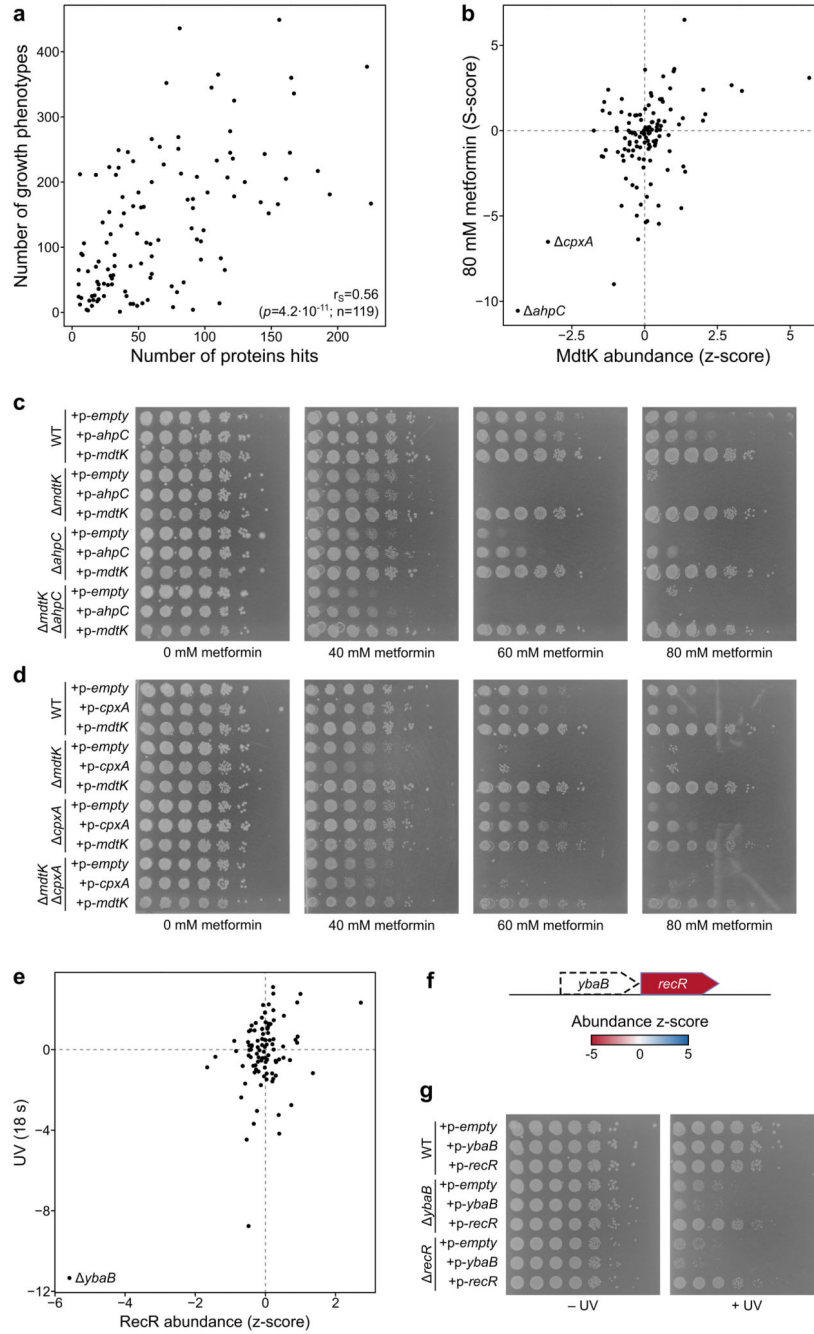 a
Number of growth phenotypes
400
300
200
100
0
0
50
100
150
200
Number of proteins hits
rS=0.56
(p=4.2·10-11; n=119)
b
80 mM metformin (S-score)
5
0
−5
−10
ΔcpxA
ΔahpC
−2.5
0
2.5
5
MdtK abundance (z-score)
c
WT
+p-empty
+p-ahpC
+p-mdtK
ΔmdtK
+p-empty
+p-ahpC
+p-mdtK
ΔahpC
+p-empty
+p-ahpC
+p-mdtK
ΔmdtK
ΔahpC
+p-empty
+p-ahpC
+p-mdtK
0 mM metformin
40 mM metformin
60 mM metformin
80 mM metformin
d
WT
+p-empty
+p-cpxA
+p-mdtK
ΔmdtK
+p-empty
+p-cpxA
+p-mdtK
ΔcpxA
+p-empty
+p-cpxA
+p-mdtK
ΔmdtK
ΔcpxA
+p-empty
+p-cpxA
+p-mdtK
0 mM metformin
40 mM metformin
60 mM metformin
80 mM metformin
e
UV (18 s)
0
−4
−8
−12
ΔybaB
−6
−4
−2
0
2
RecR abundance (z-score)
f
ybaB
recR
Abundance z-score
-5
0
5
g
WT
+p-empty
+p-ybaB
+p-recR
ΔybaB
+p-empty
+p-ybaB
+p-recR
ΔrecR
+p-empty
+p-ybaB
+p-recR
– UV
+ UV